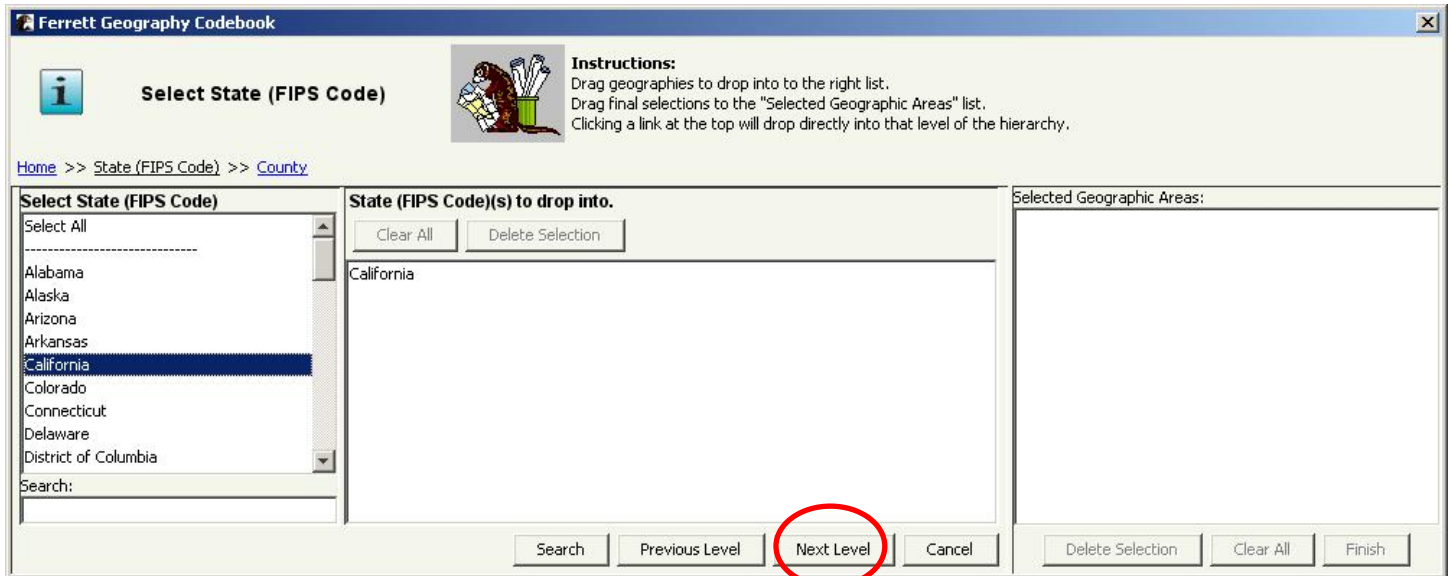 Ferrett Geography Codebook
Select State (FIPS Code)
Instructions:
Drag geographies to drop into to the right list.
Drag final selections to the "Selected Geographic Areas" list.
Clicking a link at the top will drop directly into that level of the hierarchy.
Home >> State (FIPS Code) >> County
Select State (FIPS Code)
Select All
------------------------------
Alabama
Alaska
Arizona
Arkansas
California
Colorado
Connecticut
Delaware
District of Columbia
Search:
State (FIPS Code)(s) to drop into.
Clear All Delete Selection
California
Search Previous Level Next Level Cancel
Selected Geographic Areas:
Delete Selection Clear All Finish